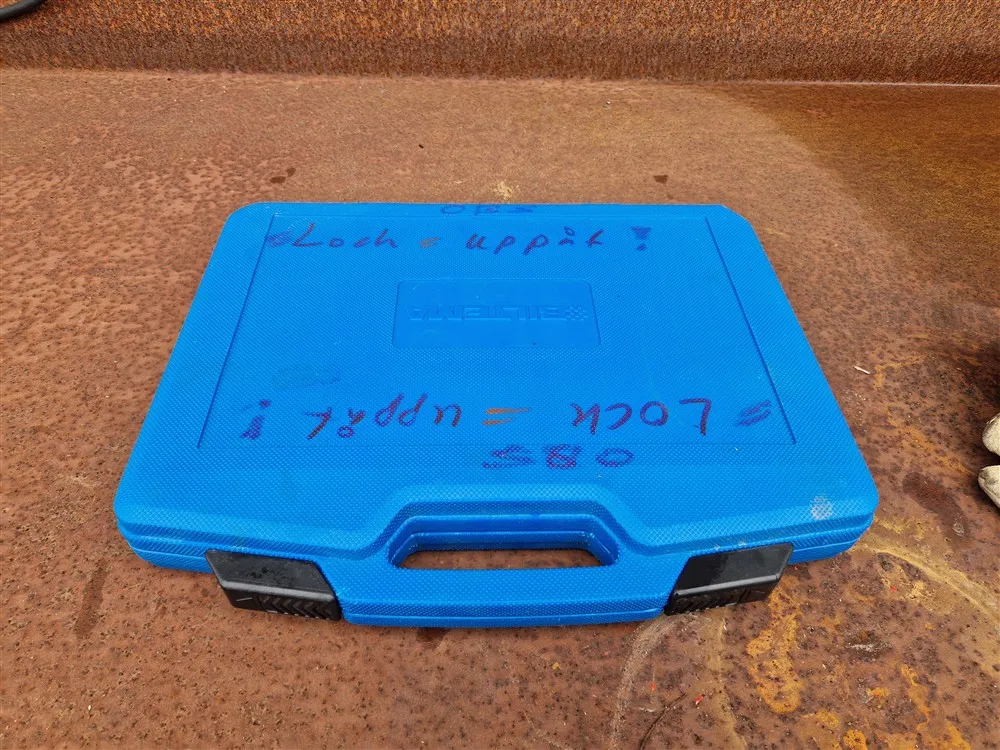 OBS
Lock = uppåt !
BILTEMA
OBS
LOCK = uppåt !